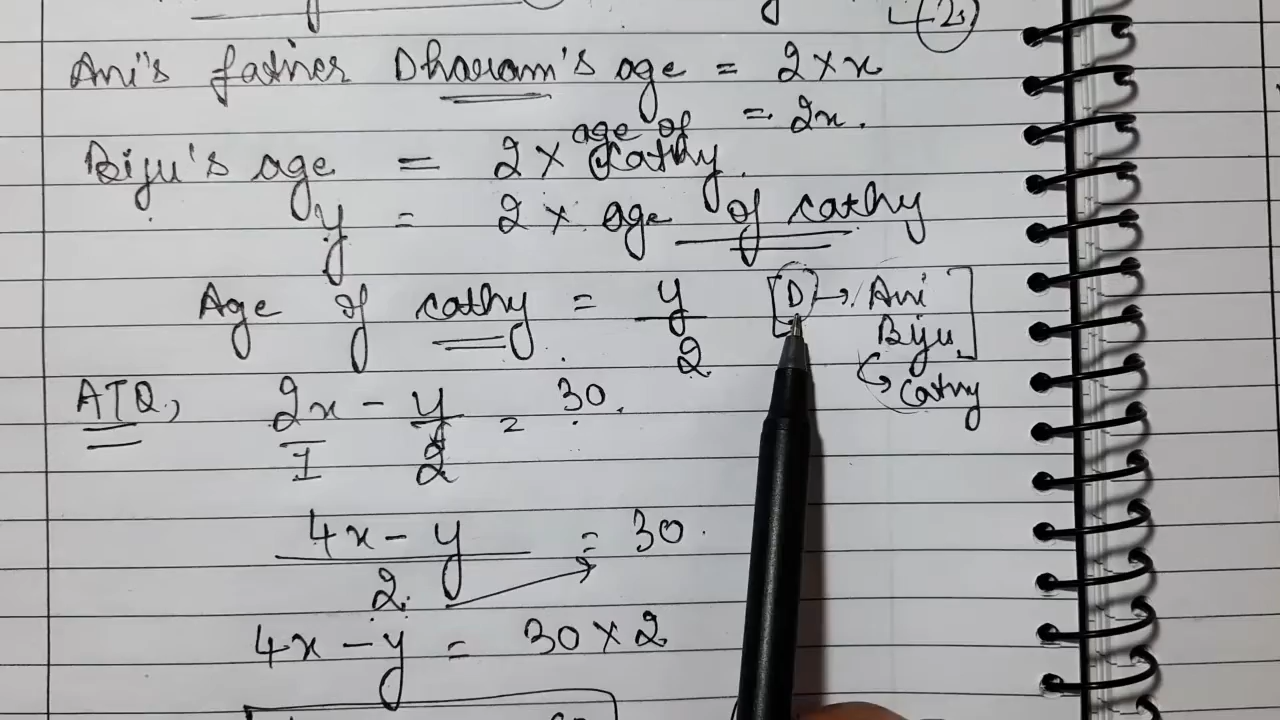 (2)
Ani's father Dharam's age = 2 × x
= 2x.
Biju's age = 2 × age of Cathy.
y = 2 × age of cathy
Age of cathy = y/2 [D → Ani
Biju]
→ Cathy
ATQ, 2x/1 - y/2 = 30.
4x - y/2 = 30.
4x - y = 30 × 2